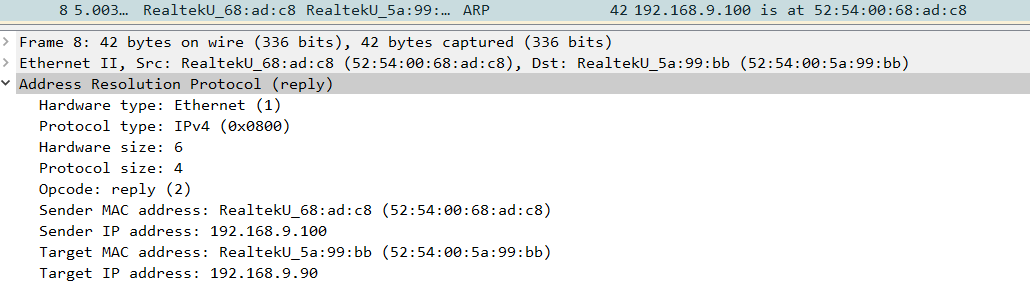 8 5.003… RealtekU_68:ad:c8 RealtekU_5a:99:… ARP 42 192.168.9.100 is at 52:54:00:68:ad:c8
Frame 8: 42 bytes on wire (336 bits), 42 bytes captured (336 bits)
Ethernet II, Src: RealtekU_68:ad:c8 (52:54:00:68:ad:c8), Dst: RealtekU_5a:99:bb (52:54:00:5a:99:bb)
Address Resolution Protocol (reply)
Hardware type: Ethernet (1)
Protocol type: IPv4 (0x0800)
Hardware size: 6
Protocol size: 4
Opcode: reply (2)
Sender MAC address: RealtekU_68:ad:c8 (52:54:00:68:ad:c8)
Sender IP address: 192.168.9.100
Target MAC address: RealtekU_5a:99:bb (52:54:00:5a:99:bb)
Target IP address: 192.168.9.90